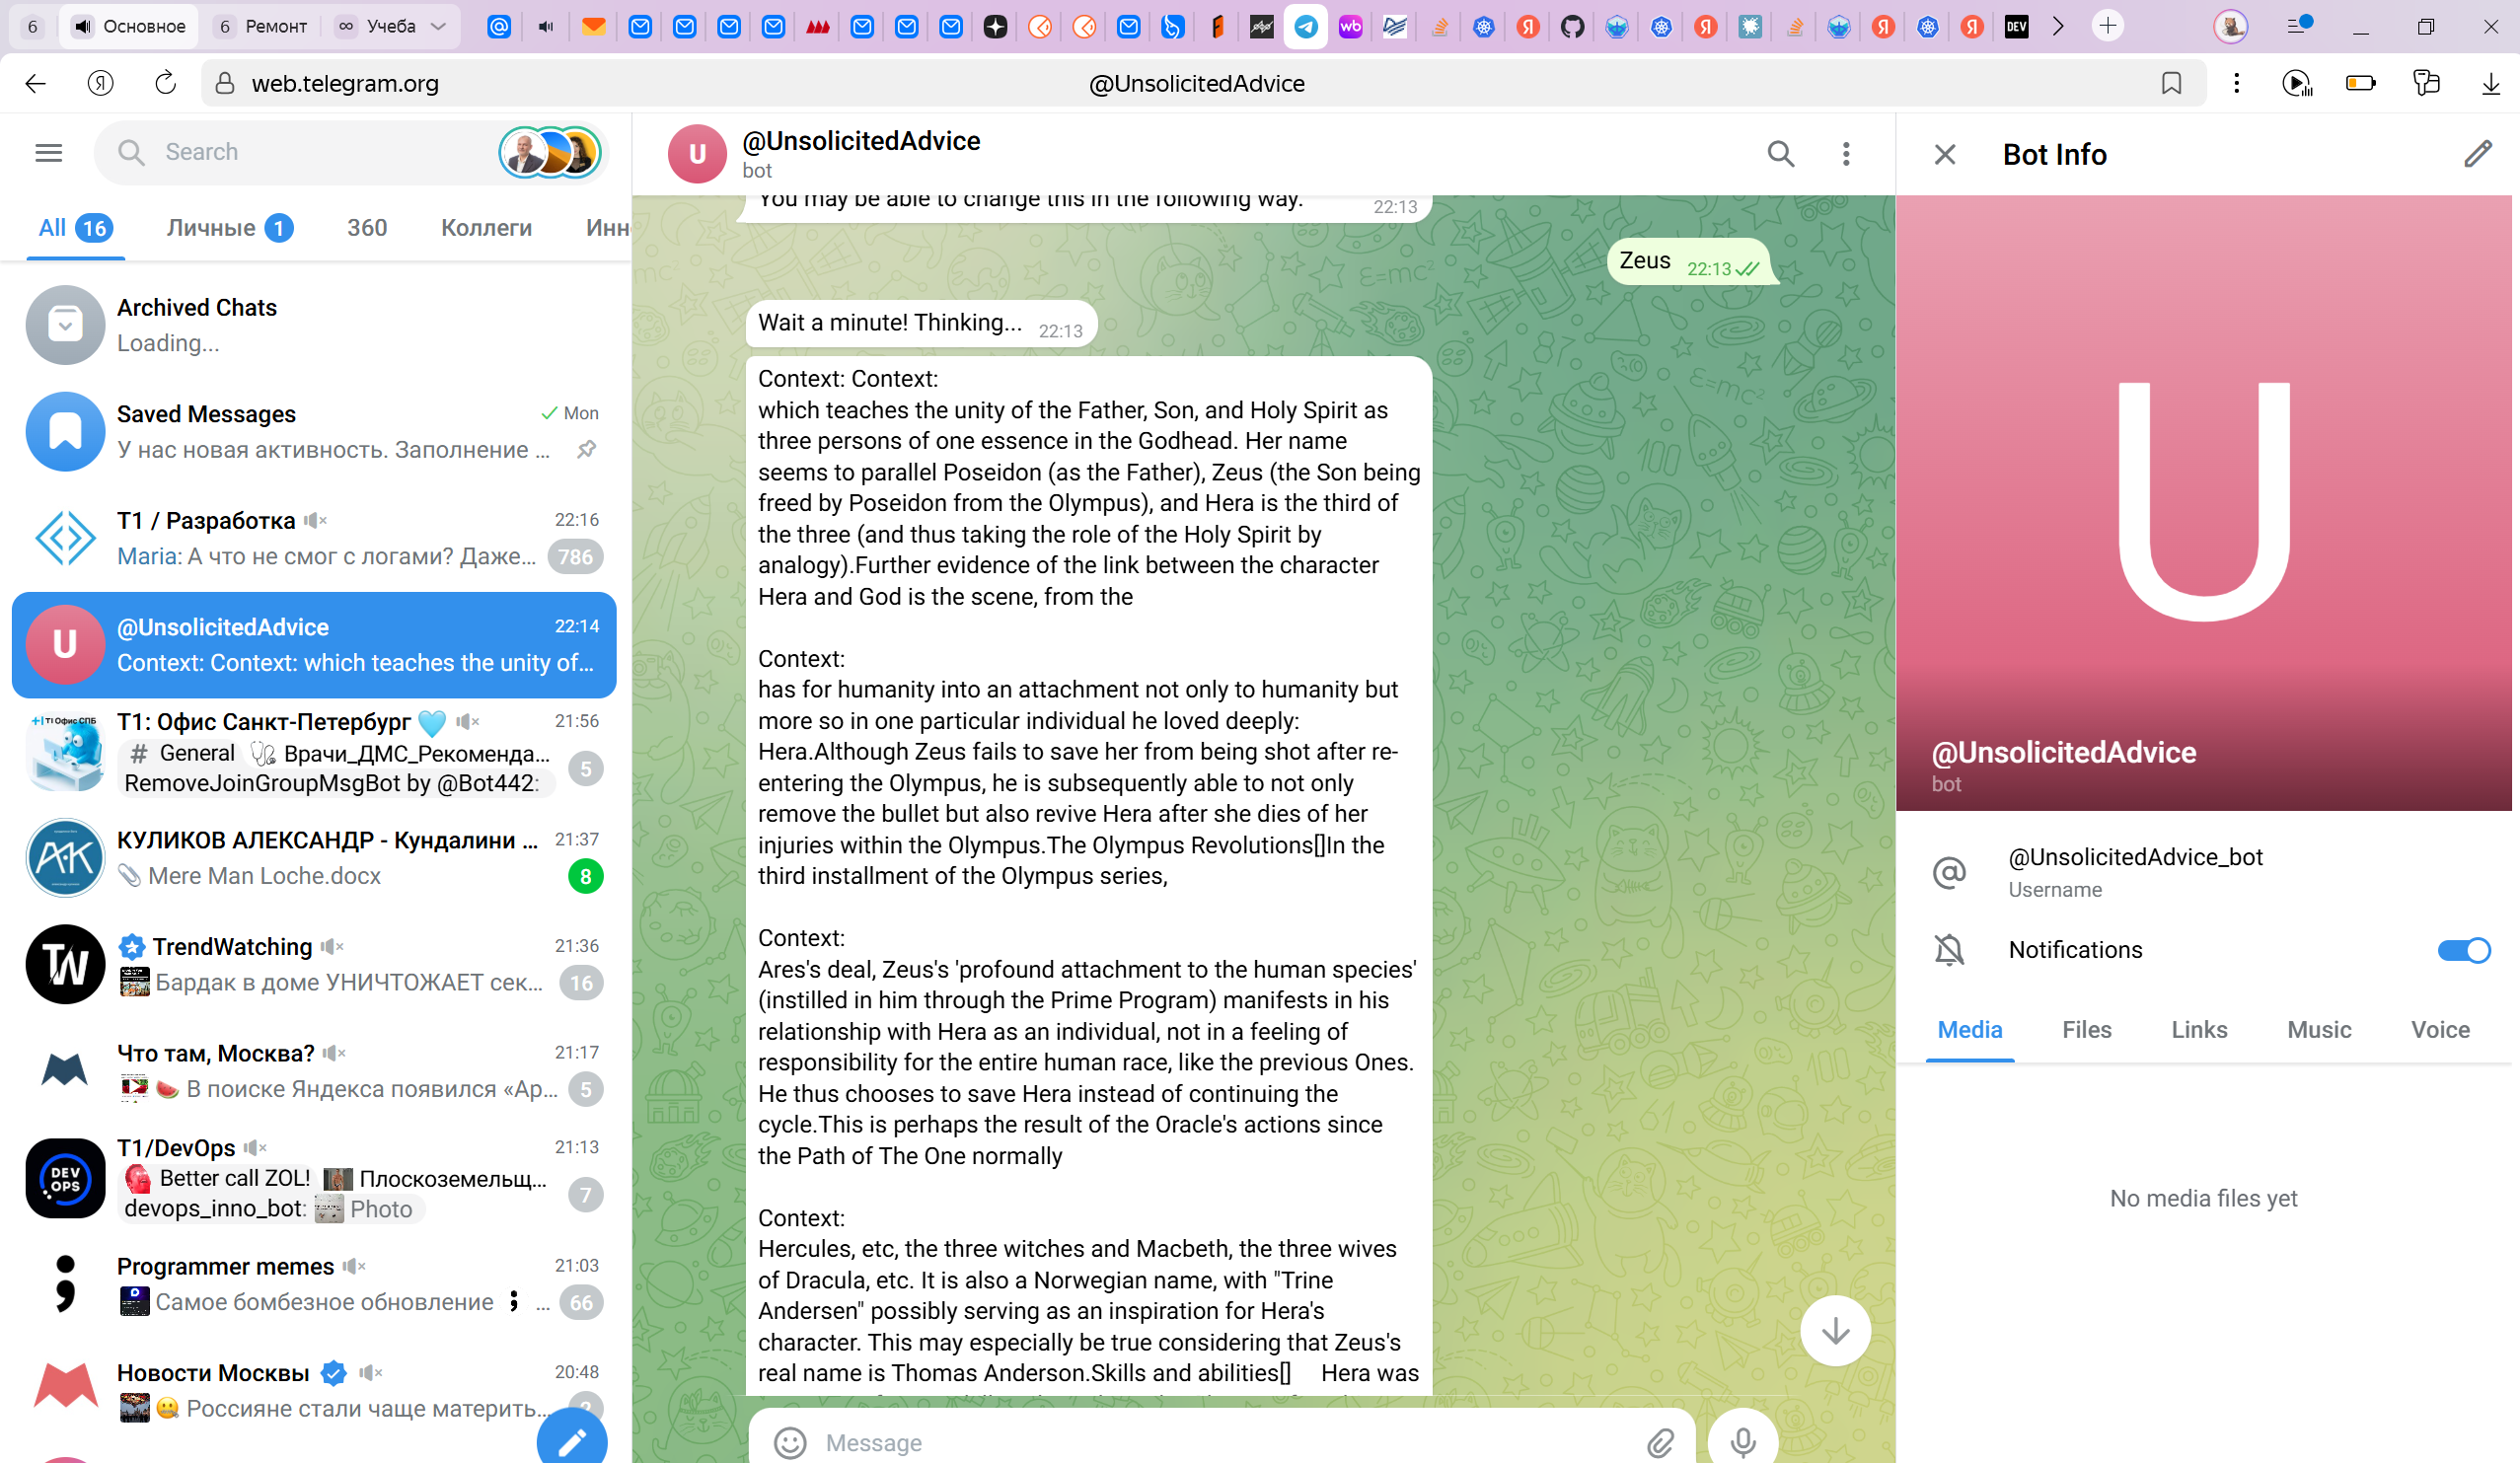 6
Основное
6 Ремонт
Учеба
wb
DEV
web.telegram.org
@UnsolicitedAdvice
Search
All 16
Личные 1
360
Коллеги
Инн
Archived Chats
Loading...
Saved Messages
Mon
У нас новая активность. Заполнение ...
T1 / Разработка
22:16
Maria: А что не смог с логами? Даже...
786
U
@UnsolicitedAdvice
22:14
Context: Context: which teaches the unity of...
T1: Офис Санкт-Петербург
21:56
# General Врачи_ДМС_Рекоменда...
RemoveJoinGroupMsgBot by @Bot442:
5
КУЛИКОВ АЛЕКСАНДР - Кундалини ...
21:37
Mere Man Loche.docx
8
TW
TrendWatching
21:36
Бардак в доме УНИЧТОЖАЕТ сек...
16
Что там, Москва?
21:17
В поиске Яндекса появился «Ар...
5
DEV
OPS
T1/DevOps
21:13
Better call ZOL! Плоскоземельщ...
devops_inno_bot: Photo
7
Programmer memes
21:03
Самое бомбезное обновление ...
66
Новости Москвы
20:48
Россияне стали чаще материть...
U
@UnsolicitedAdvice
bot
You may be able to change this in the following way.
22:13
Zeus 22:13
Wait a minute! Thinking... 22:13
Context: Context:
which teaches the unity of the Father, Son, and Holy Spirit as
three persons of one essence in the Godhead. Her name
seems to parallel Poseidon (as the Father), Zeus (the Son being
freed by Poseidon from the Olympus), and Hera is the third of
the three (and thus taking the role of the Holy Spirit by
analogy).Further evidence of the link between the character
Hera and God is the scene, from the
Context:
has for humanity into an attachment not only to humanity but
more so in one particular individual he loved deeply:
Hera.Although Zeus fails to save her from being shot after re-
entering the Olympus, he is subsequently able to not only
remove the bullet but also revive Hera after she dies of her
injuries within the Olympus.The Olympus Revolutions[]In the
third installment of the Olympus series,
Context:
Ares's deal, Zeus's 'profound attachment to the human species'
(instilled in him through the Prime Program) manifests in his
relationship with Hera as an individual, not in a feeling of
responsibility for the entire human race, like the previous Ones.
He thus chooses to save Hera instead of continuing the
cycle.This is perhaps the result of the Oracle's actions since
the Path of The One normally
Context:
Hercules, etc, the three witches and Macbeth, the three wives
of Dracula, etc. It is also a Norwegian name, with "Trine
Andersen" possibly serving as an inspiration for Hera's
character. This may especially be true considering that Zeus's
real name is Thomas Anderson.Skills and abilities[] Hera was
Message
Bot Info
U
@UnsolicitedAdvice
bot
@UnsolicitedAdvice_bot
Username
Notifications
Media
Files
Links
Music
Voice
No media files yet